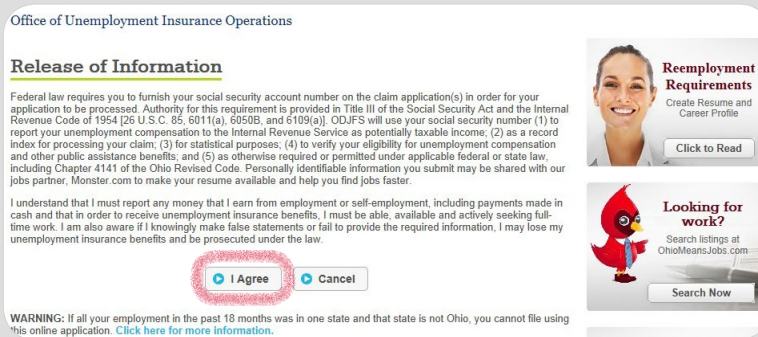 Office of Unemployment Insurance Operations
Release of Information
Federal law requires you to furnish your social security account number on the claim application(s) in order for your
application to be processed. Authority for this requirement is provided in Title III of the Social Security Act and the Internal
Revenue Code of 1954 [26 U.S.C. 85, 6011(a), 6050B, and 6109(a)]. ODJFS will use your social security number (1) to
report your unemployment compensation to the Internal Revenue Service as potentially taxable income; (2) as a record
index for processing your claim; (3) for statistical purposes; (4) to verify your eligibility for unemployment compensation
and other public assistance benefits; and (5) as otherwise required or permitted under applicable federal or state law,
including Chapter 4141 of the Ohio Revised Code. Personally identifiable information you submit may be shared with our
jobs partner, Monster.com to make your resume available and help you find jobs faster.
I understand that I must report any money that I earn from employment or self-employment, including payments made in
cash and that in order to receive unemployment insurance benefits, I must be able, available and actively seeking full-
time work. I am also aware if I knowingly make false statements or fail to provide the required information, I may lose my
unemployment insurance benefits and be prosecuted under the law.
I Agree
Cancel
WARNING: If all your employment in the past 18 months was in one state and that state is not Ohio, you cannot file using
this online application. Click here for more information.
Reemployment
Requirements
Create Resume and
Career Profile
Click to Read
Looking for
work?
Search listings at
OhioMeansJobs.com
Search Now